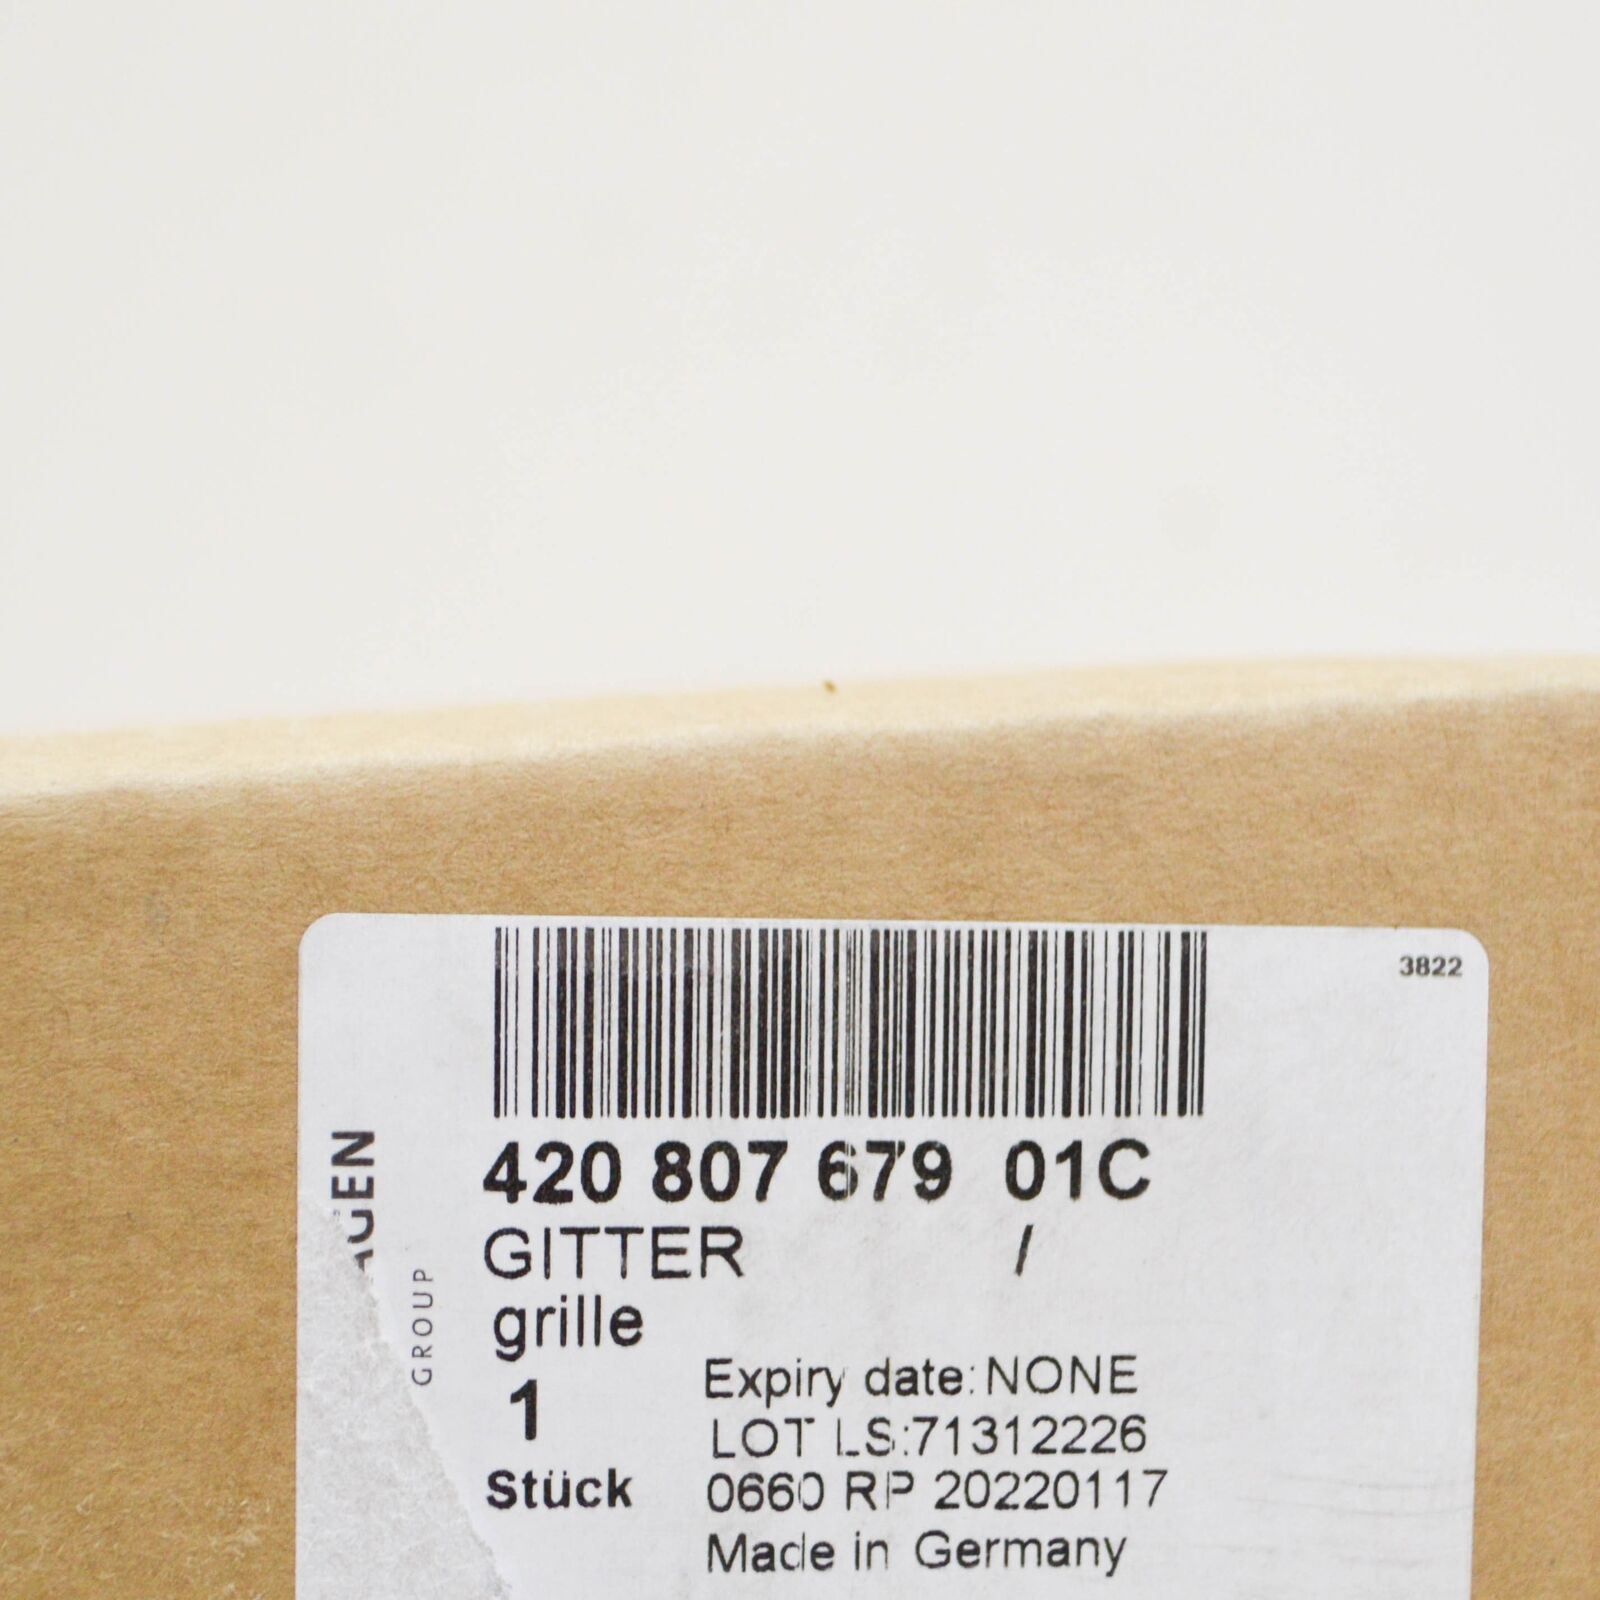 3822
420 807 679 01C
GITTER /
grille
1
Stück
Expiry date: NONE
LOT LS:71312226
0660 RP 20220117
Made in Germany
AGEN
GROUP